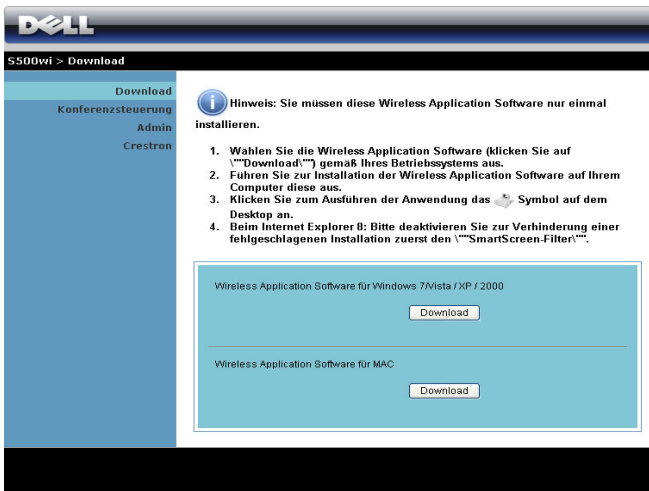 DELL
S500wi > Download
Download
Konferenzsteuerung
Admin
Crestron
Hinweis: Sie müssen diese Wireless Application Software nur einmal
installieren.
1. Wählen Sie die Wireless Application Software (klicken Sie auf
\""Download\"") gemäß Ihres Betriebssystems aus.
2. Führen Sie zur Installation der Wireless Application Software auf Ihrem
Computer diese aus.
3. Klicken Sie zum Ausführen der Anwendung das Symbol auf dem
Desktop an.
4. Beim Internet Explorer 8: Bitte deaktivieren Sie zur Verhinderung einer
fehlgeschlagenen Installation zuerst den \""SmartScreen-Filter\"".
Wireless Application Software für Windows 7/Vista / XP / 2000
Download
Wireless Application Software für MAC
Download